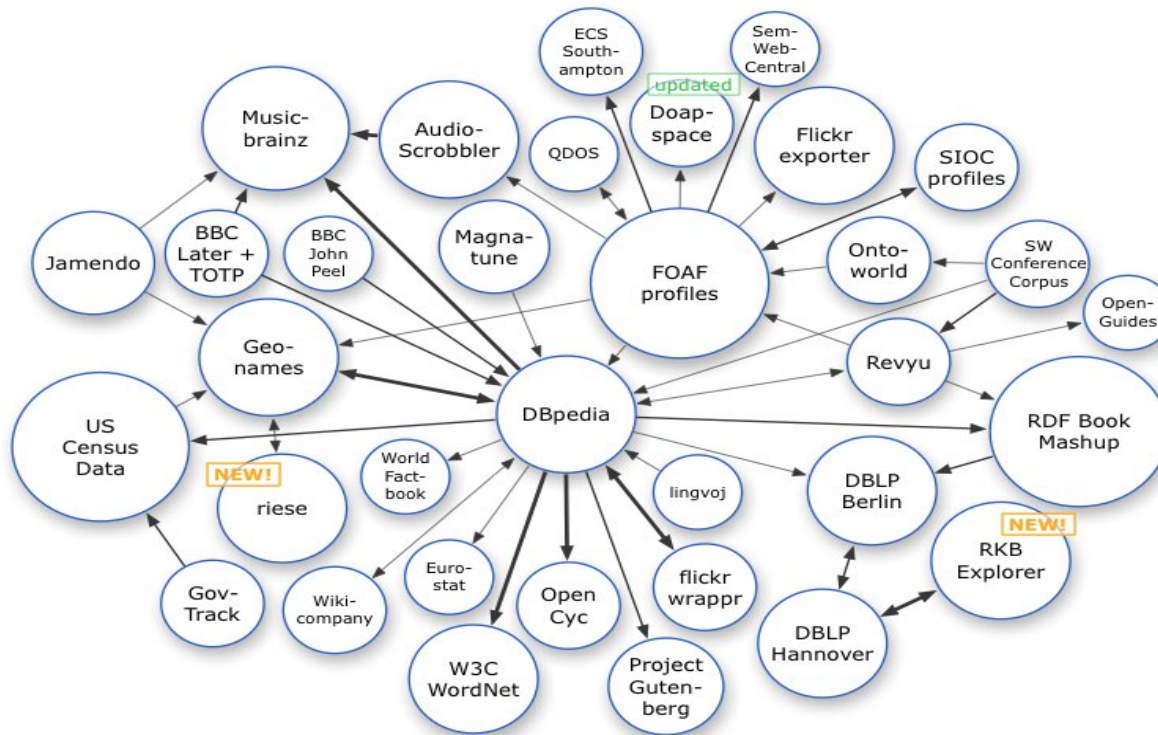 ECS
South-
ampton
Sem-
Web-
Central
updated
Doap-
space
Music-
brainz
Audio-
Scrobbler
QDOS
Flickr
exporter
SIOC
profiles
Jamendo
BBC
Later +
TOTP
BBC
John
Peel
Magna-
tune
FOAF
profiles
Onto-
world
SW
Conference
Corpus
Open-
Guides
Geo-
names
Revyu
DBpedia
US
Census
Data
RDF Book
Mashup
NEW!
riese
World
Fact-
book
lingvoj
DBLP
Berlin
NEW!
RKB
Explorer
Gov-
Track
Wiki-
company
Euro-
stat
Open
Cyc
flickr
wrappr
DBLP
Hannover
W3C
WordNet
Project
Guten-
berg